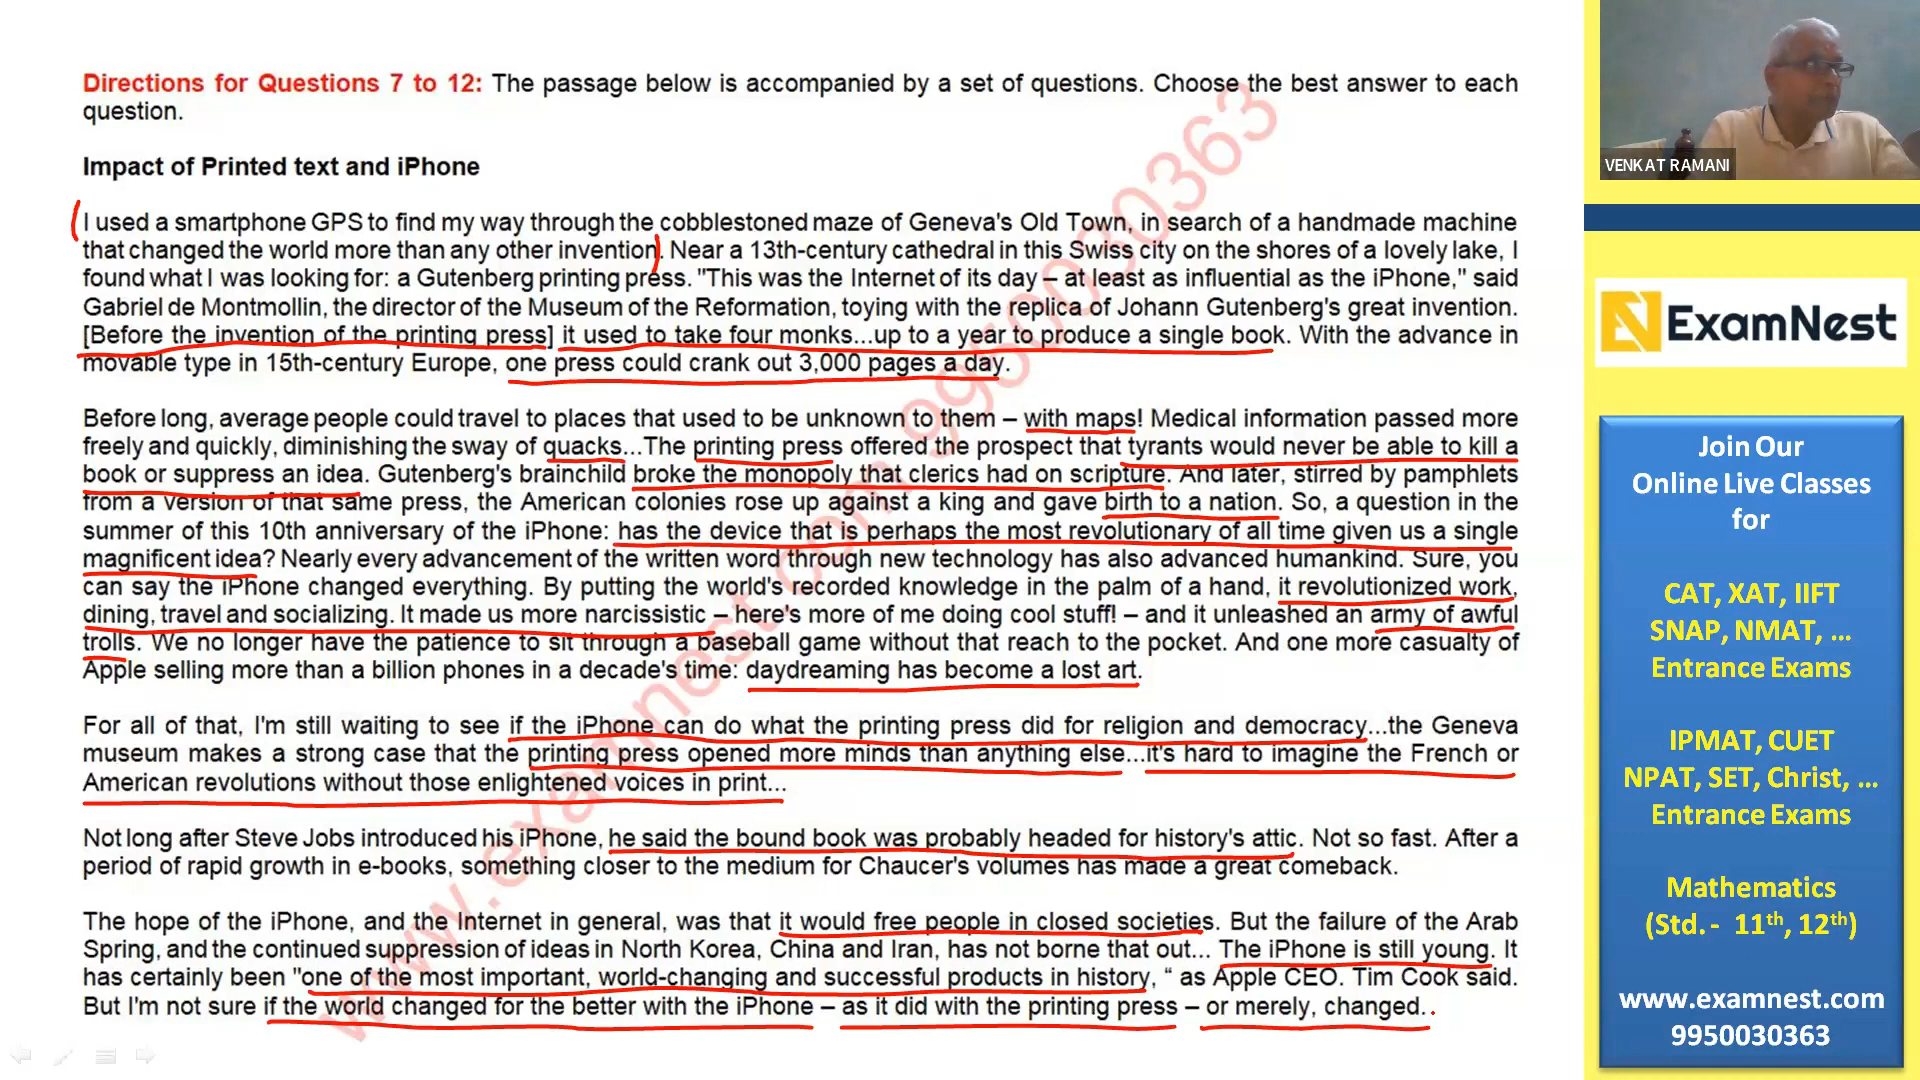 Directions for Questions 7 to 12: The passage below is accompanied by a set of questions. Choose the best answer to each
question.
Impact of Printed text and iPhone
I used a smartphone GPS to find my way through the cobblestoned maze of Geneva's Old Town, in search of a handmade machine
that changed the world more than any other invention. Near a 13th-century cathedral in this Swiss city on the shores of a lovely lake, I
found what I was looking for: a Gutenberg printing press. "This was the Internet of its day – at least as influential as the iPhone," said
Gabriel de Montmollin, the director of the Museum of the Reformation, toying with the replica of Johann Gutenberg's great invention.
[Before the invention of the printing press] it used to take four monks...up to a year to produce a single book. With the advance in
movable type in 15th-century Europe, one press could crank out 3,000 pages a day.
Before long, average people could travel to places that used to be unknown to them – with maps! Medical information passed more
freely and quickly, diminishing the sway of quacks...The printing press offered the prospect that tyrants would never be able to kill a
book or suppress an idea. Gutenberg's brainchild broke the monopoly that clerics had on scripture. And later, stirred by pamphlets
from a version of that same press, the American colonies rose up against a king and gave birth to a nation. So, a question in the
summer of this 10th anniversary of the iPhone: has the device that is perhaps the most revolutionary of all time given us a single
magnificent idea? Nearly every advancement of the written word through new technology has also advanced humankind. Sure, you
can say the iPhone changed everything. By putting the world's recorded knowledge in the palm of a hand, it revolutionized work,
dining, travel and socializing. It made us more narcissistic – here's more of me doing cool stuff! – and it unleashed an army of awful
trolls. We no longer have the patience to sit through a baseball game without that reach to the pocket. And one more casualty of
Apple selling more than a billion phones in a decade's time: daydreaming has become a lost art.
For all of that, I'm still waiting to see if the iPhone can do what the printing press did for religion and democracy...the Geneva
museum makes a strong case that the printing press opened more minds than anything else...it's hard to imagine the French or
American revolutions without those enlightened voices in print...
Not long after Steve Jobs introduced his iPhone, he said the bound book was probably headed for history's attic. Not so fast. After a
period of rapid growth in e-books, something closer to the medium for Chaucer's volumes has made a great comeback.
The hope of the iPhone, and the Internet in general, was that it would free people in closed societies. But the failure of the Arab
Spring, and the continued suppression of ideas in North Korea, China and Iran, has not borne that out... The iPhone is still young. It
has certainly been "one of the most important, world-changing and successful products in history, “ as Apple CEO. Tim Cook said.
But I'm not sure if the world changed for the better with the iPhone – as it did with the printing press – or merely, changed.
www.examnest.com 9950030363
VENKAT RAMANI
ExamNest
Join Our
Online Live Classes
for
CAT, XAT, IIFT
SNAP, NMAT, ...
Entrance Exams
IPMAT, CUET
NPAT, SET, Christ, ...
Entrance Exams
Mathematics
(Std. - 11th, 12th)
www.examnest.com
9950030363